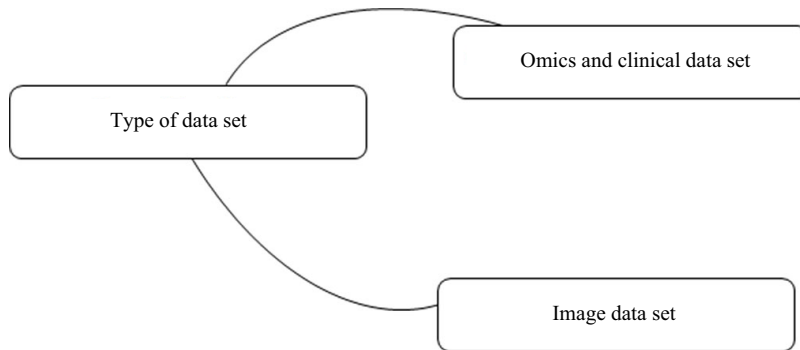 Omics and clinical data set
Type of data set
Image data set